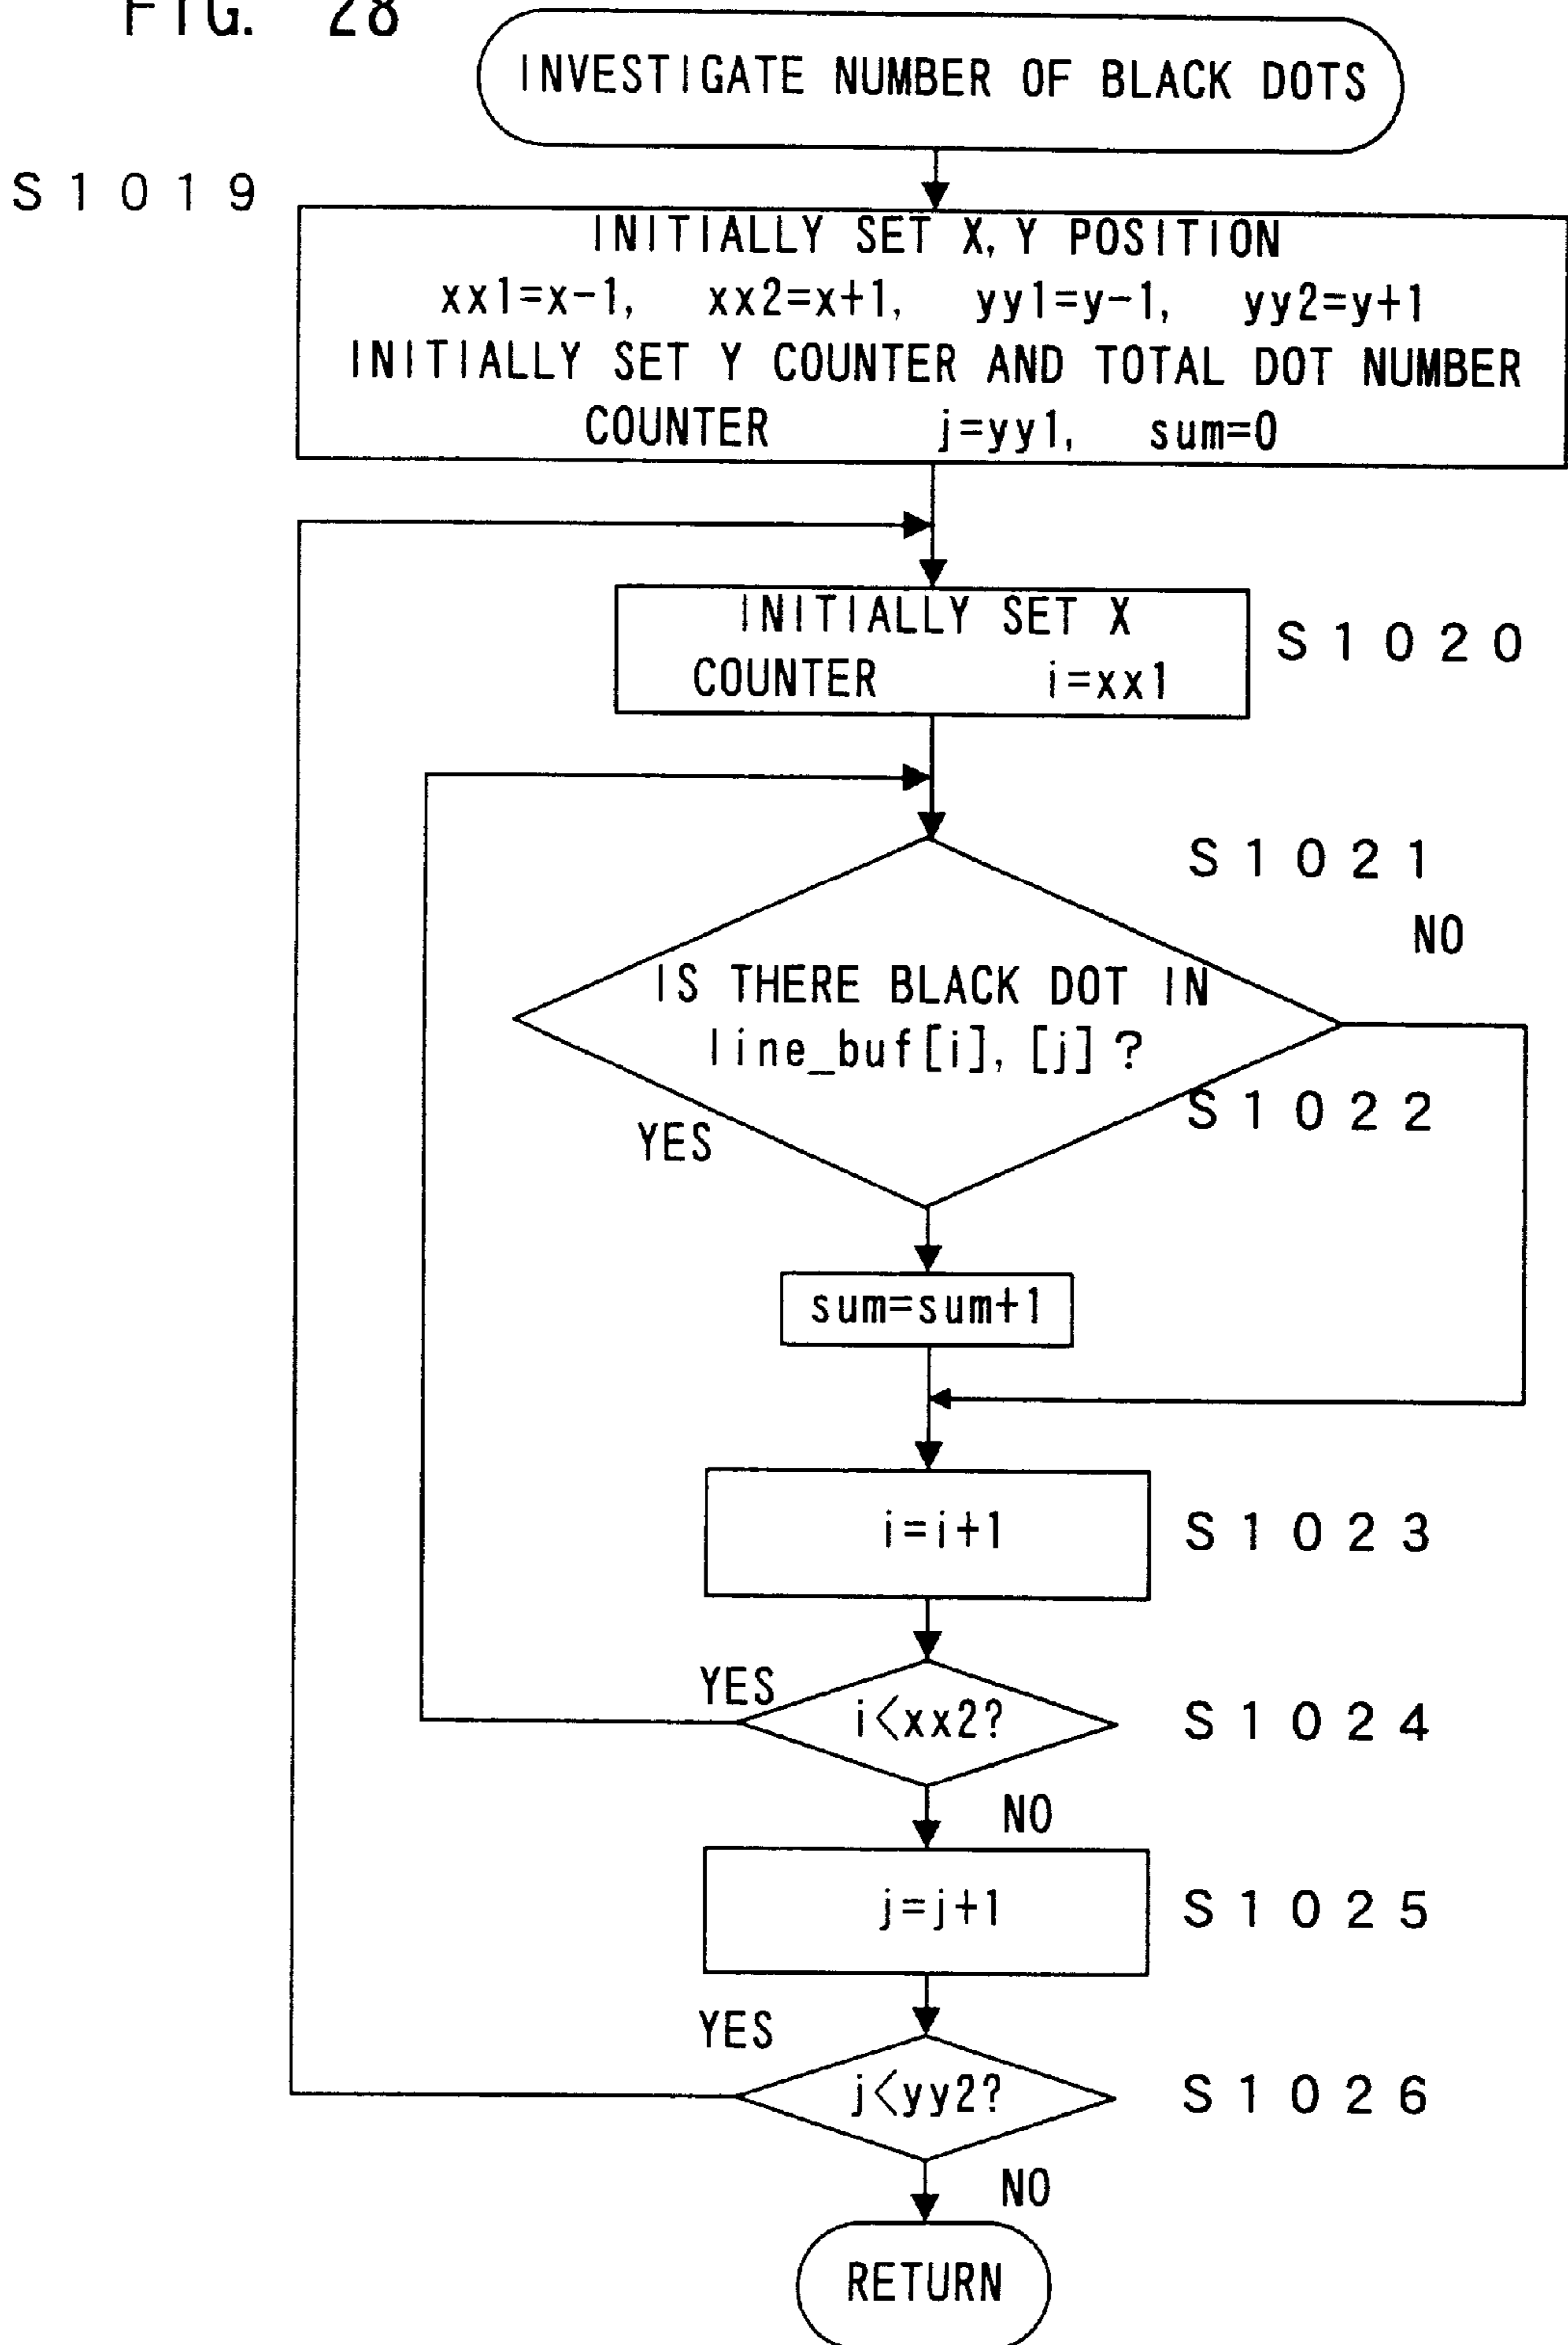 FIG. 28
INVESTIGATE NUMBER OF BLACK DOTS
S1019
INITIALLY SET X, Y POSITION
xx1=x-1, xx2=x+1, yy1=y-1, yy2=y+1
INITIALLY SET Y COUNTER AND TOTAL DOT NUMBER
COUNTER j=yy1, sum=0
INITIALLY SET X
COUNTER i=xx1
S1020
S1021
NO
IS THERE BLACK DOT IN
line_buf[i], [j] ?
S1022
YES
sum=sum+1
i=i+1
S1023
YES
i<xx2?
S1024
NO
j=j+1
S1025
YES
j<yy2?
S1026
NO
RETURN